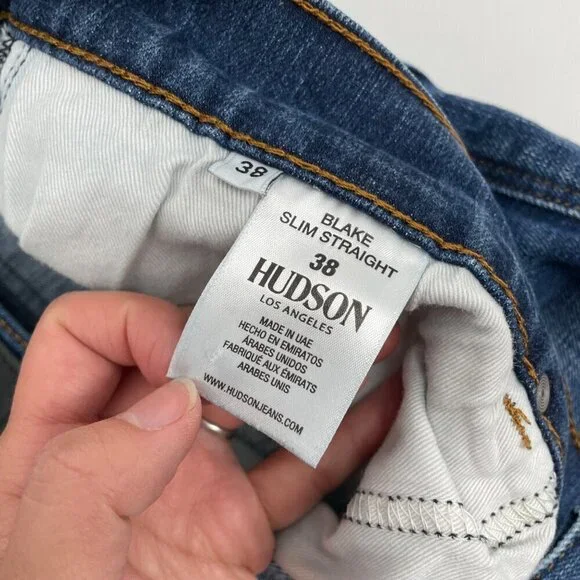 38
BLAKE
SLIM STRAIGHT
38
HUDSON
LOS ANGELES
MADE IN UAE
HECHO EN EMIRATOS
ÁRABES UNIDOS
FABRIQUÉ AUX ÉMIRATS
ARABES UNIS
WWW.HUDSONJEANS.COM